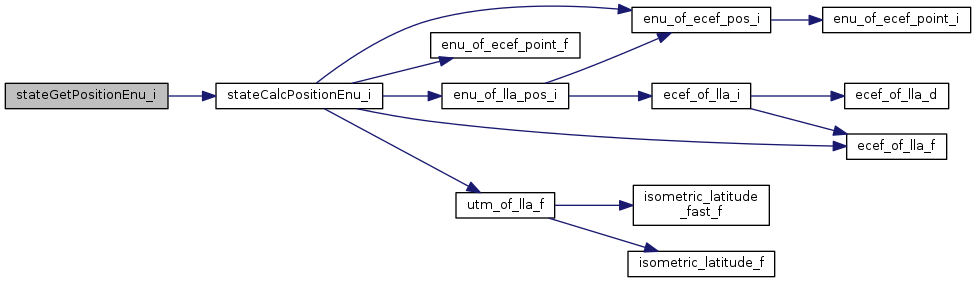 stateGetPositionEnu_i
stateCalcPositionEnu_i
enu_of_ecef_pos_i
enu_of_ecef_point_i
enu_of_ecef_point_f
enu_of_lla_pos_i
ecef_of_lla_i
ecef_of_lla_d
ecef_of_lla_f
utm_of_lla_f
isometric_latitude
_fast_f
isometric_latitude_f